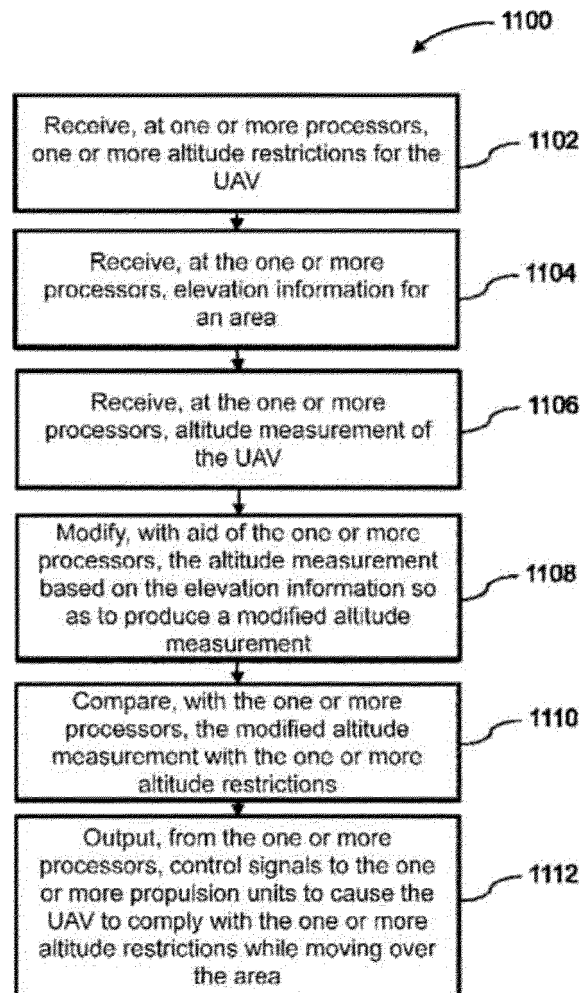 1100
Receive, at one or more processors,
one or more altitude restrictions for the
UAV
1102
Receive, at the one or more
processors, elevation information for
an area
1104
Receive, at the one or more
processors, altitude measurement of
the UAV
1106
Modify, with aid of the one or more
processors, the altitude measurement
based on the elevation information so
as to produce a modified altitude
measurement
1108
Compare, with the one or more
processors, the modified altitude
measurement with the one or more
altitude restrictions
1110
Output, from the one or more
processors, control signals to the one
or more propulsion units to cause the
UAV to comply with the one or more
altitude restrictions while moving over
the area
1112